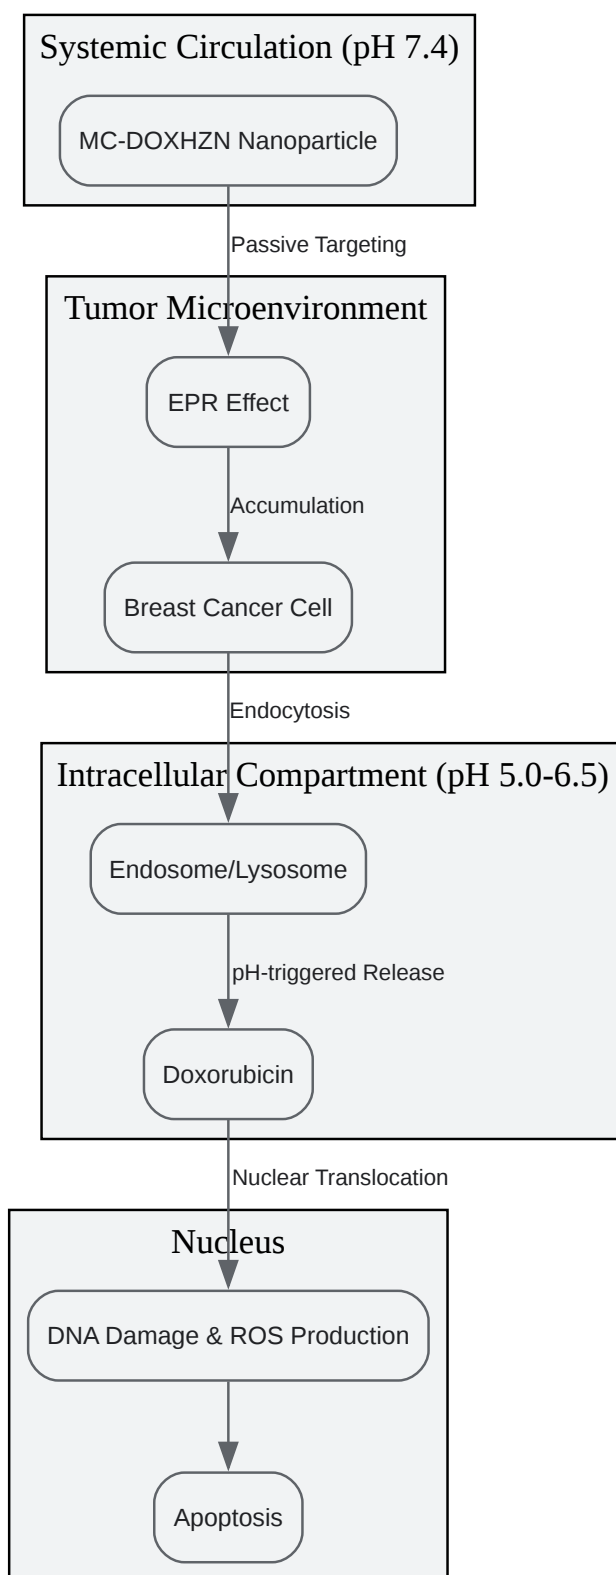 Systemic Circulation (pH 7.4)
MC-DOXHZN Nanoparticle
Passive Targeting
Tumor Microenvironment
EPR Effect
Accumulation
Breast Cancer Cell
Endocytosis
Intracellular Compartment (pH 5.0-6.5)
Endosome/Lysosome
pH-triggered Release
Doxorubicin
Nuclear Translocation
Nucleus
DNA Damage & ROS Production
Apoptosis